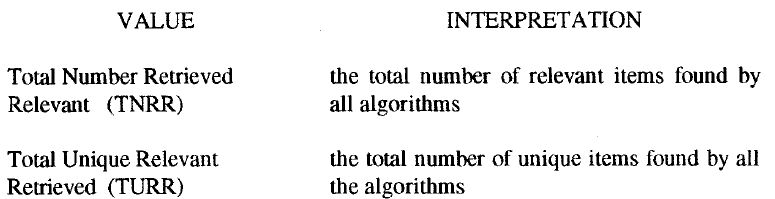 VALUE INTERPRETATION
Total Number Retrieved the total number of relevant items found by
Relevant (TNRR) all algorithms
Total Unique Relevant the total number of unique items found by all
Retrieved (TURR) the algorithms